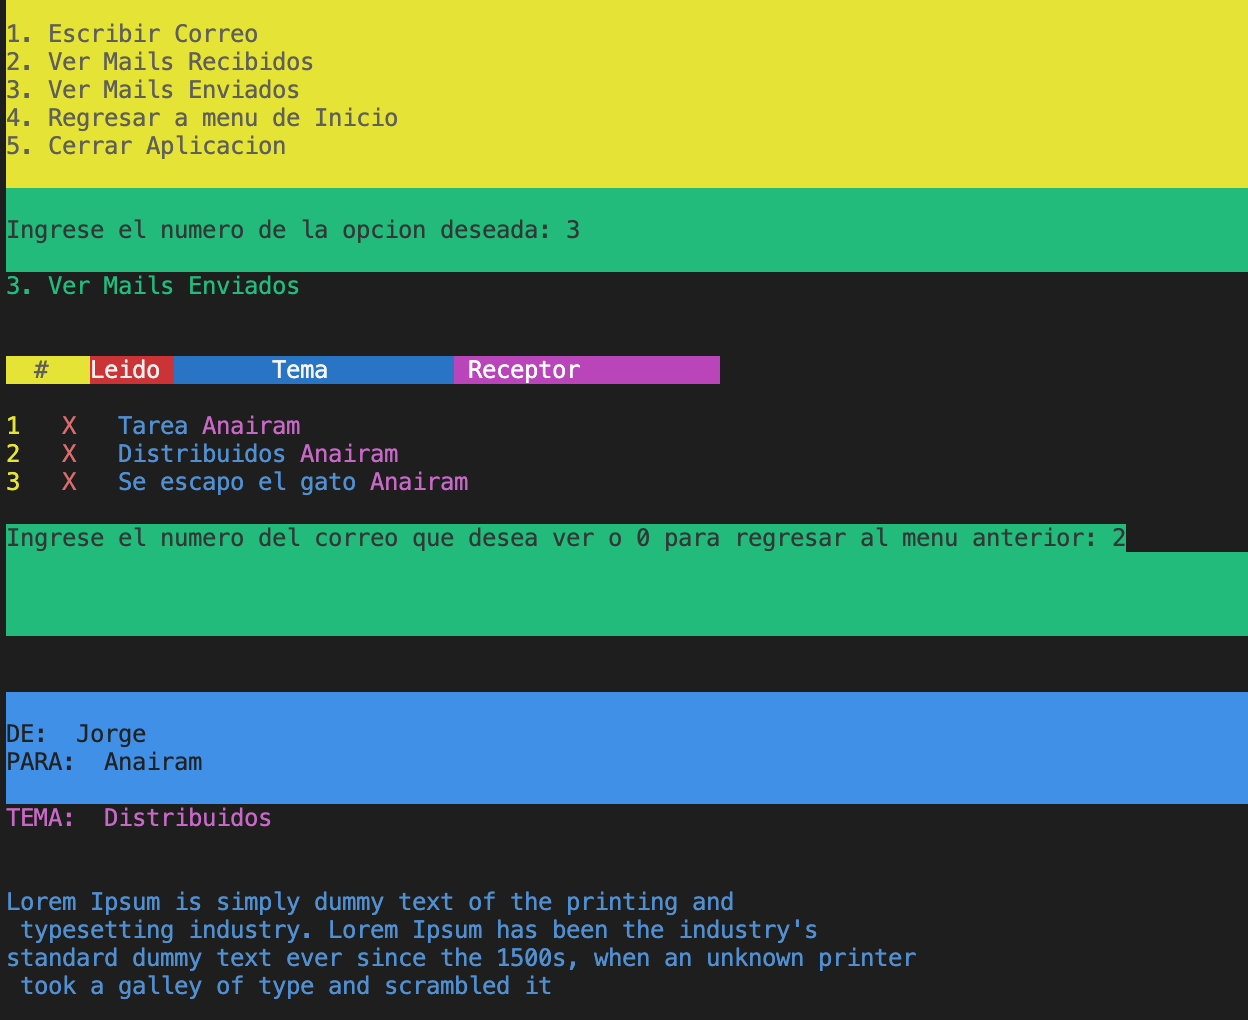 1. Escribir Correo
2. Ver Mails Recibidos
3. Ver Mails Enviados
4. Regresar a menu de Inicio
5. Cerrar Aplicacion
Ingrese el numero de la opcion deseada: 3
3. Ver Mails Enviados
# Leido Tema Receptor
1 X Tarea Anairam
2 X Distribuidos Anairam
3 X Se escapo el gato Anairam
Ingrese el numero del correo que desea ver o 0 para regresar al menu anterior: 2
DE: Jorge
PARA: Anairam
TEMA: Distribuidos
Lorem Ipsum is simply dummy text of the printing and
typesetting industry. Lorem Ipsum has been the industry's
standard dummy text ever since the 1500s, when an unknown printer
took a galley of type and scrambled it